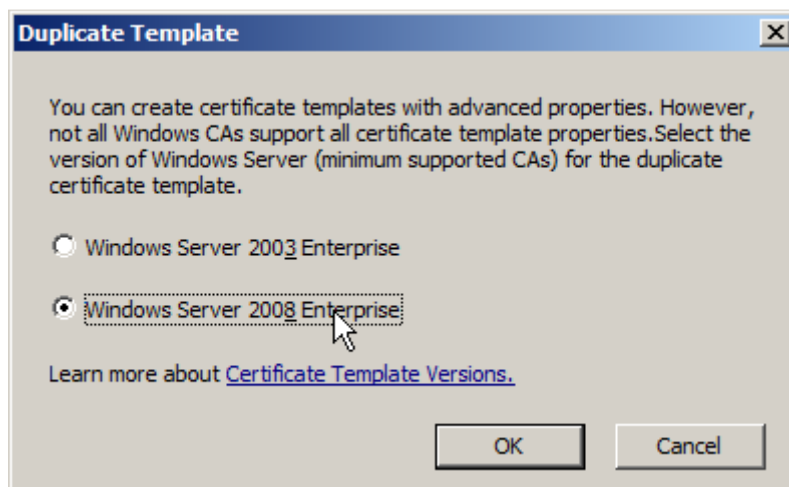 Duplicate Template
You can create certificate templates with advanced properties. However,
not all Windows CAs support all certificate template properties.Select the
version of Windows Server (minimum supported CAs) for the duplicate
certificate template.
Windows Server 2003 Enterprise
Windows Server 2008 Enterprise
Learn more about Certificate Template Versions.
OK Cancel